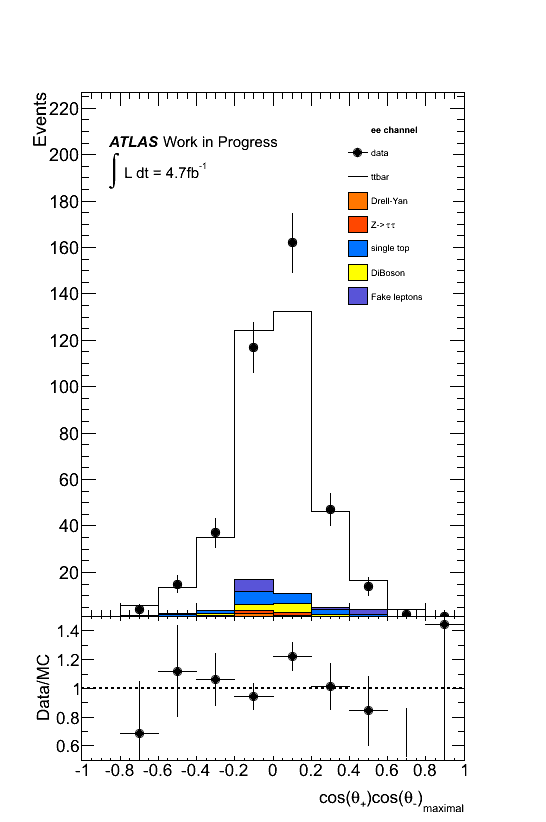 Events
220
200
180
160
140
120
100
80
60
40
20
ATLAS Work in Progress
∫ L dt = 4.7fb⁻¹
ee channel
data
ttbar
Drell-Yan
Z->ττ
single top
DiBoson
Fake leptons
Data/MC
1.4
1.2
1
0.8
0.6
-1 -0.8 -0.6 -0.4 -0.2 0 0.2 0.4 0.6 0.8 1
cos(θ₊)cos(θ₋)maximal